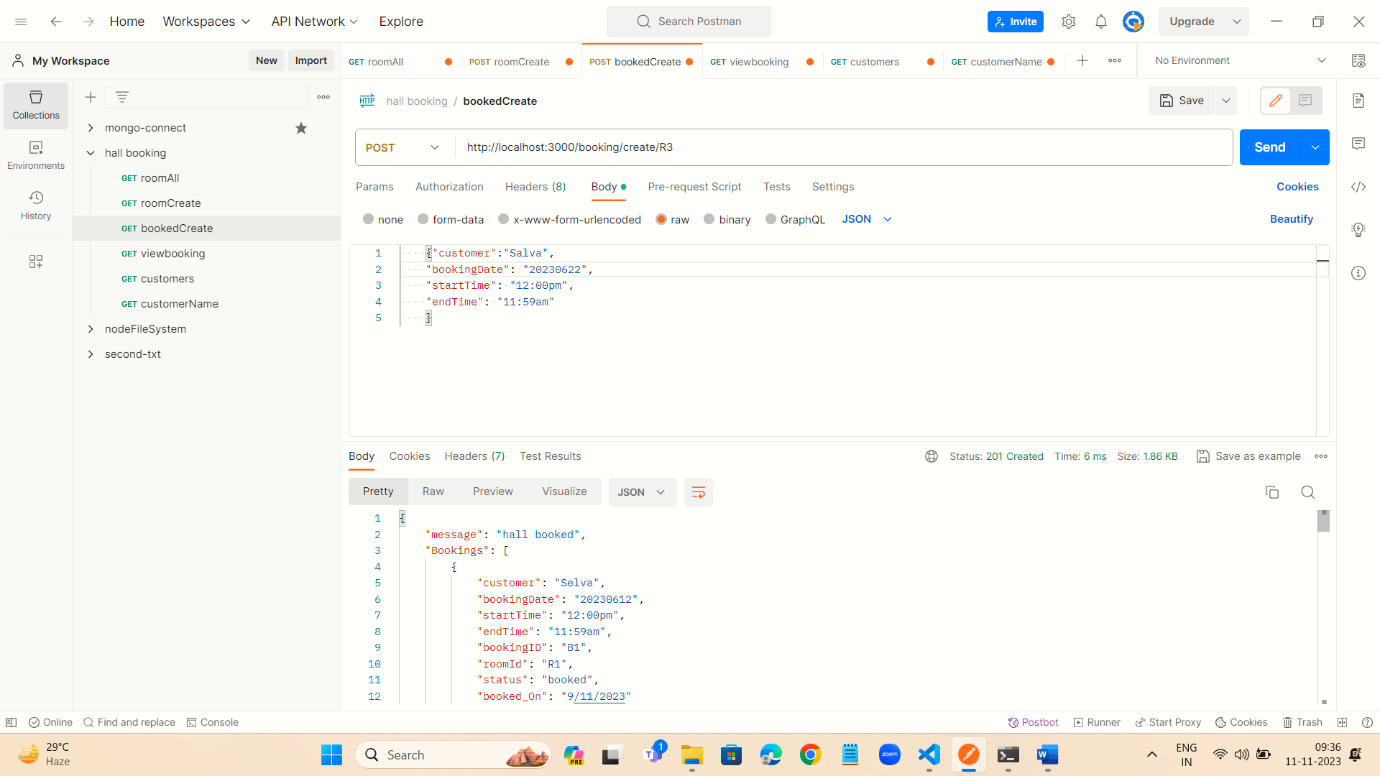 Home Workspaces API Network Explore Search Postman Invite Upgrade
My Workspace New Import GET roomAll POST roomCreate POST bookedCreate GET viewbooking GET customers GET customerName No Environment
Collections
Environments
History
mongo-connect
hall booking
GET roomAll
GET roomCreate
GET bookedCreate
GET viewbooking
GET customers
GET customerName
nodeFileSystem
second-txt
HTTP hall booking / bookedCreate Save
POST http://localhost:3000/booking/create/R3 Send
Params Authorization Headers (8) Body Pre-request Script Tests Settings Cookies
none form-data x-www-form-urlencoded raw binary GraphQL JSON Beautify
1 {"customer":"Salva",
2 "bookingDate": "20230622",
3 "startTime": "12:00pm",
4 "endTime": "11:59am"
5 }
Body Cookies Headers (7) Test Results Status: 201 Created Time: 6 ms Size: 1.86 KB Save as example
Pretty Raw Preview Visualize JSON
1 {
2 "message": "hall booked",
3 "Bookings": [
4 {
5 "customer": "Selva",
6 "bookingDate": "20230612",
7 "startTime": "12:00pm",
8 "endTime": "11:59am",
9 "bookingID": "B1",
10 "roomId": "R1",
11 "status": "booked",
12 "booked_On": "9/11/2023"
Online Find and replace Console Postbot Runner Start Proxy Cookies Trash
29°C
Haze
Search
PRE
1
zoom
ENG
IN
09:36
11-11-2023